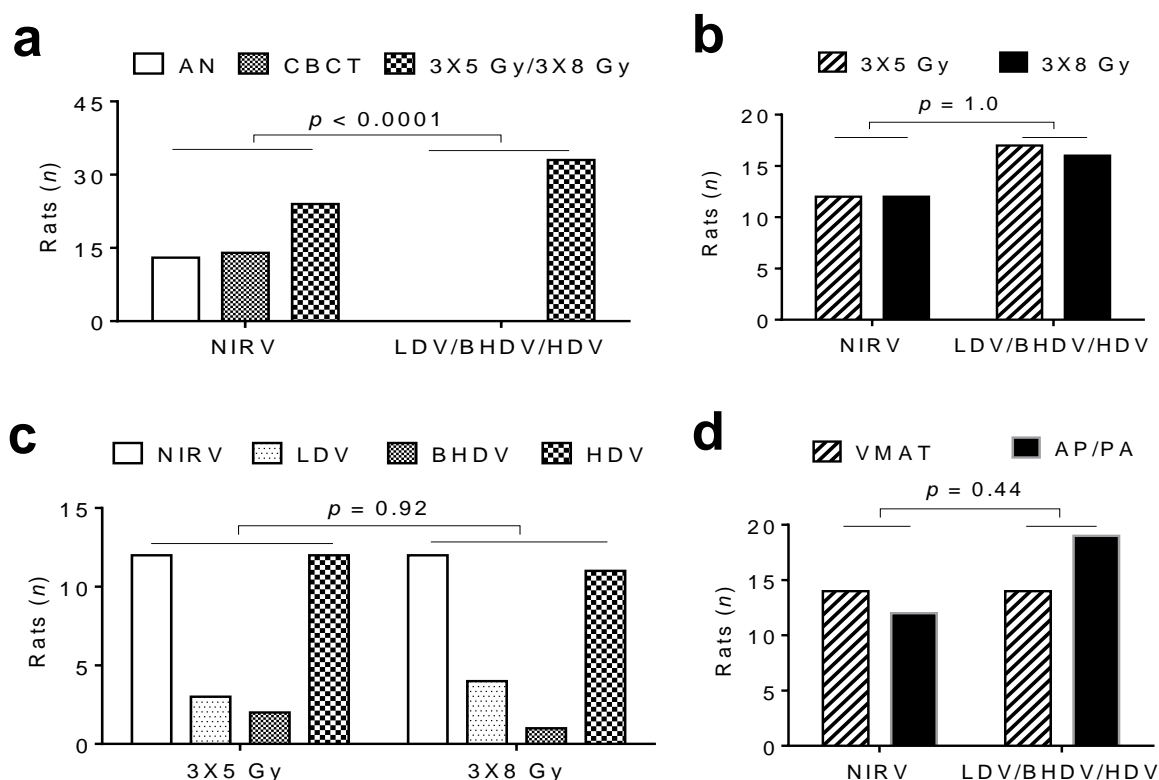 a
AN CBCT 3X5 Gy/3X8 Gy
p < 0.0001
45
30
15
0
Rats (n)
NIRV LDV/BHDV/HDV
b
3X5 Gy 3X8 Gy
p = 1.0
20
15
10
5
0
Rats (n)
NIRV LDV/BHDV/HDV
c
NIRV LDV BHDV HDV
p = 0.92
15
10
5
0
Rats (n)
3X5 Gy 3X8 Gy
d
VMAT AP/PA
p = 0.44
20
15
10
5
0
Rats (n)
NIRV LDV/BHDV/HDV